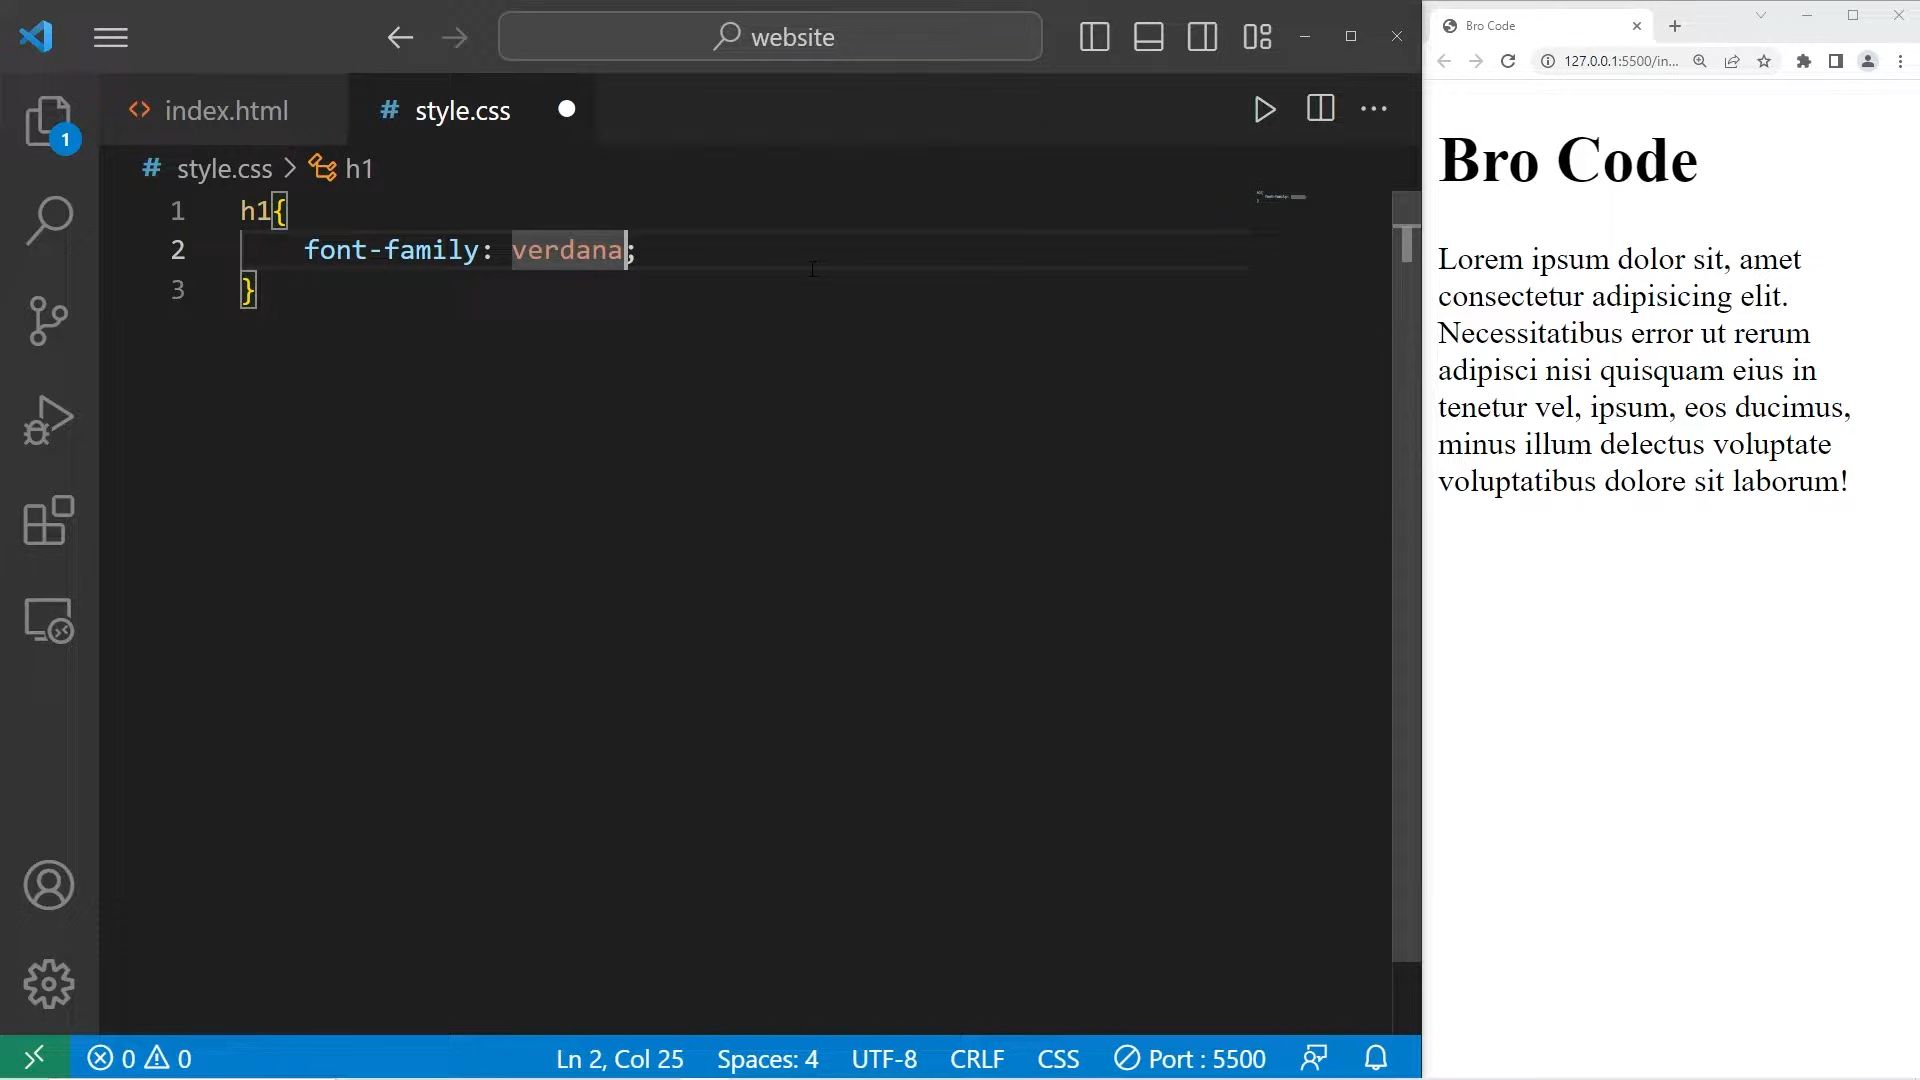 website
index.html
# style.css
# style.css > h1
1 h1{
2 font-family: verdana;
3 }
1
0 0
Ln 2, Col 25
Spaces: 4
UTF-8
CRLF
CSS
Port : 5500
Bro Code
127.0.0.1:5500/in...
Bro Code
Lorem ipsum dolor sit, amet
consectetur adipisicing elit.
Necessitatibus error ut rerum
adipisci nisi quisquam eius in
tenetur vel, ipsum, eos ducimus,
minus illum delectus voluptate
voluptatibus dolore sit laborum!